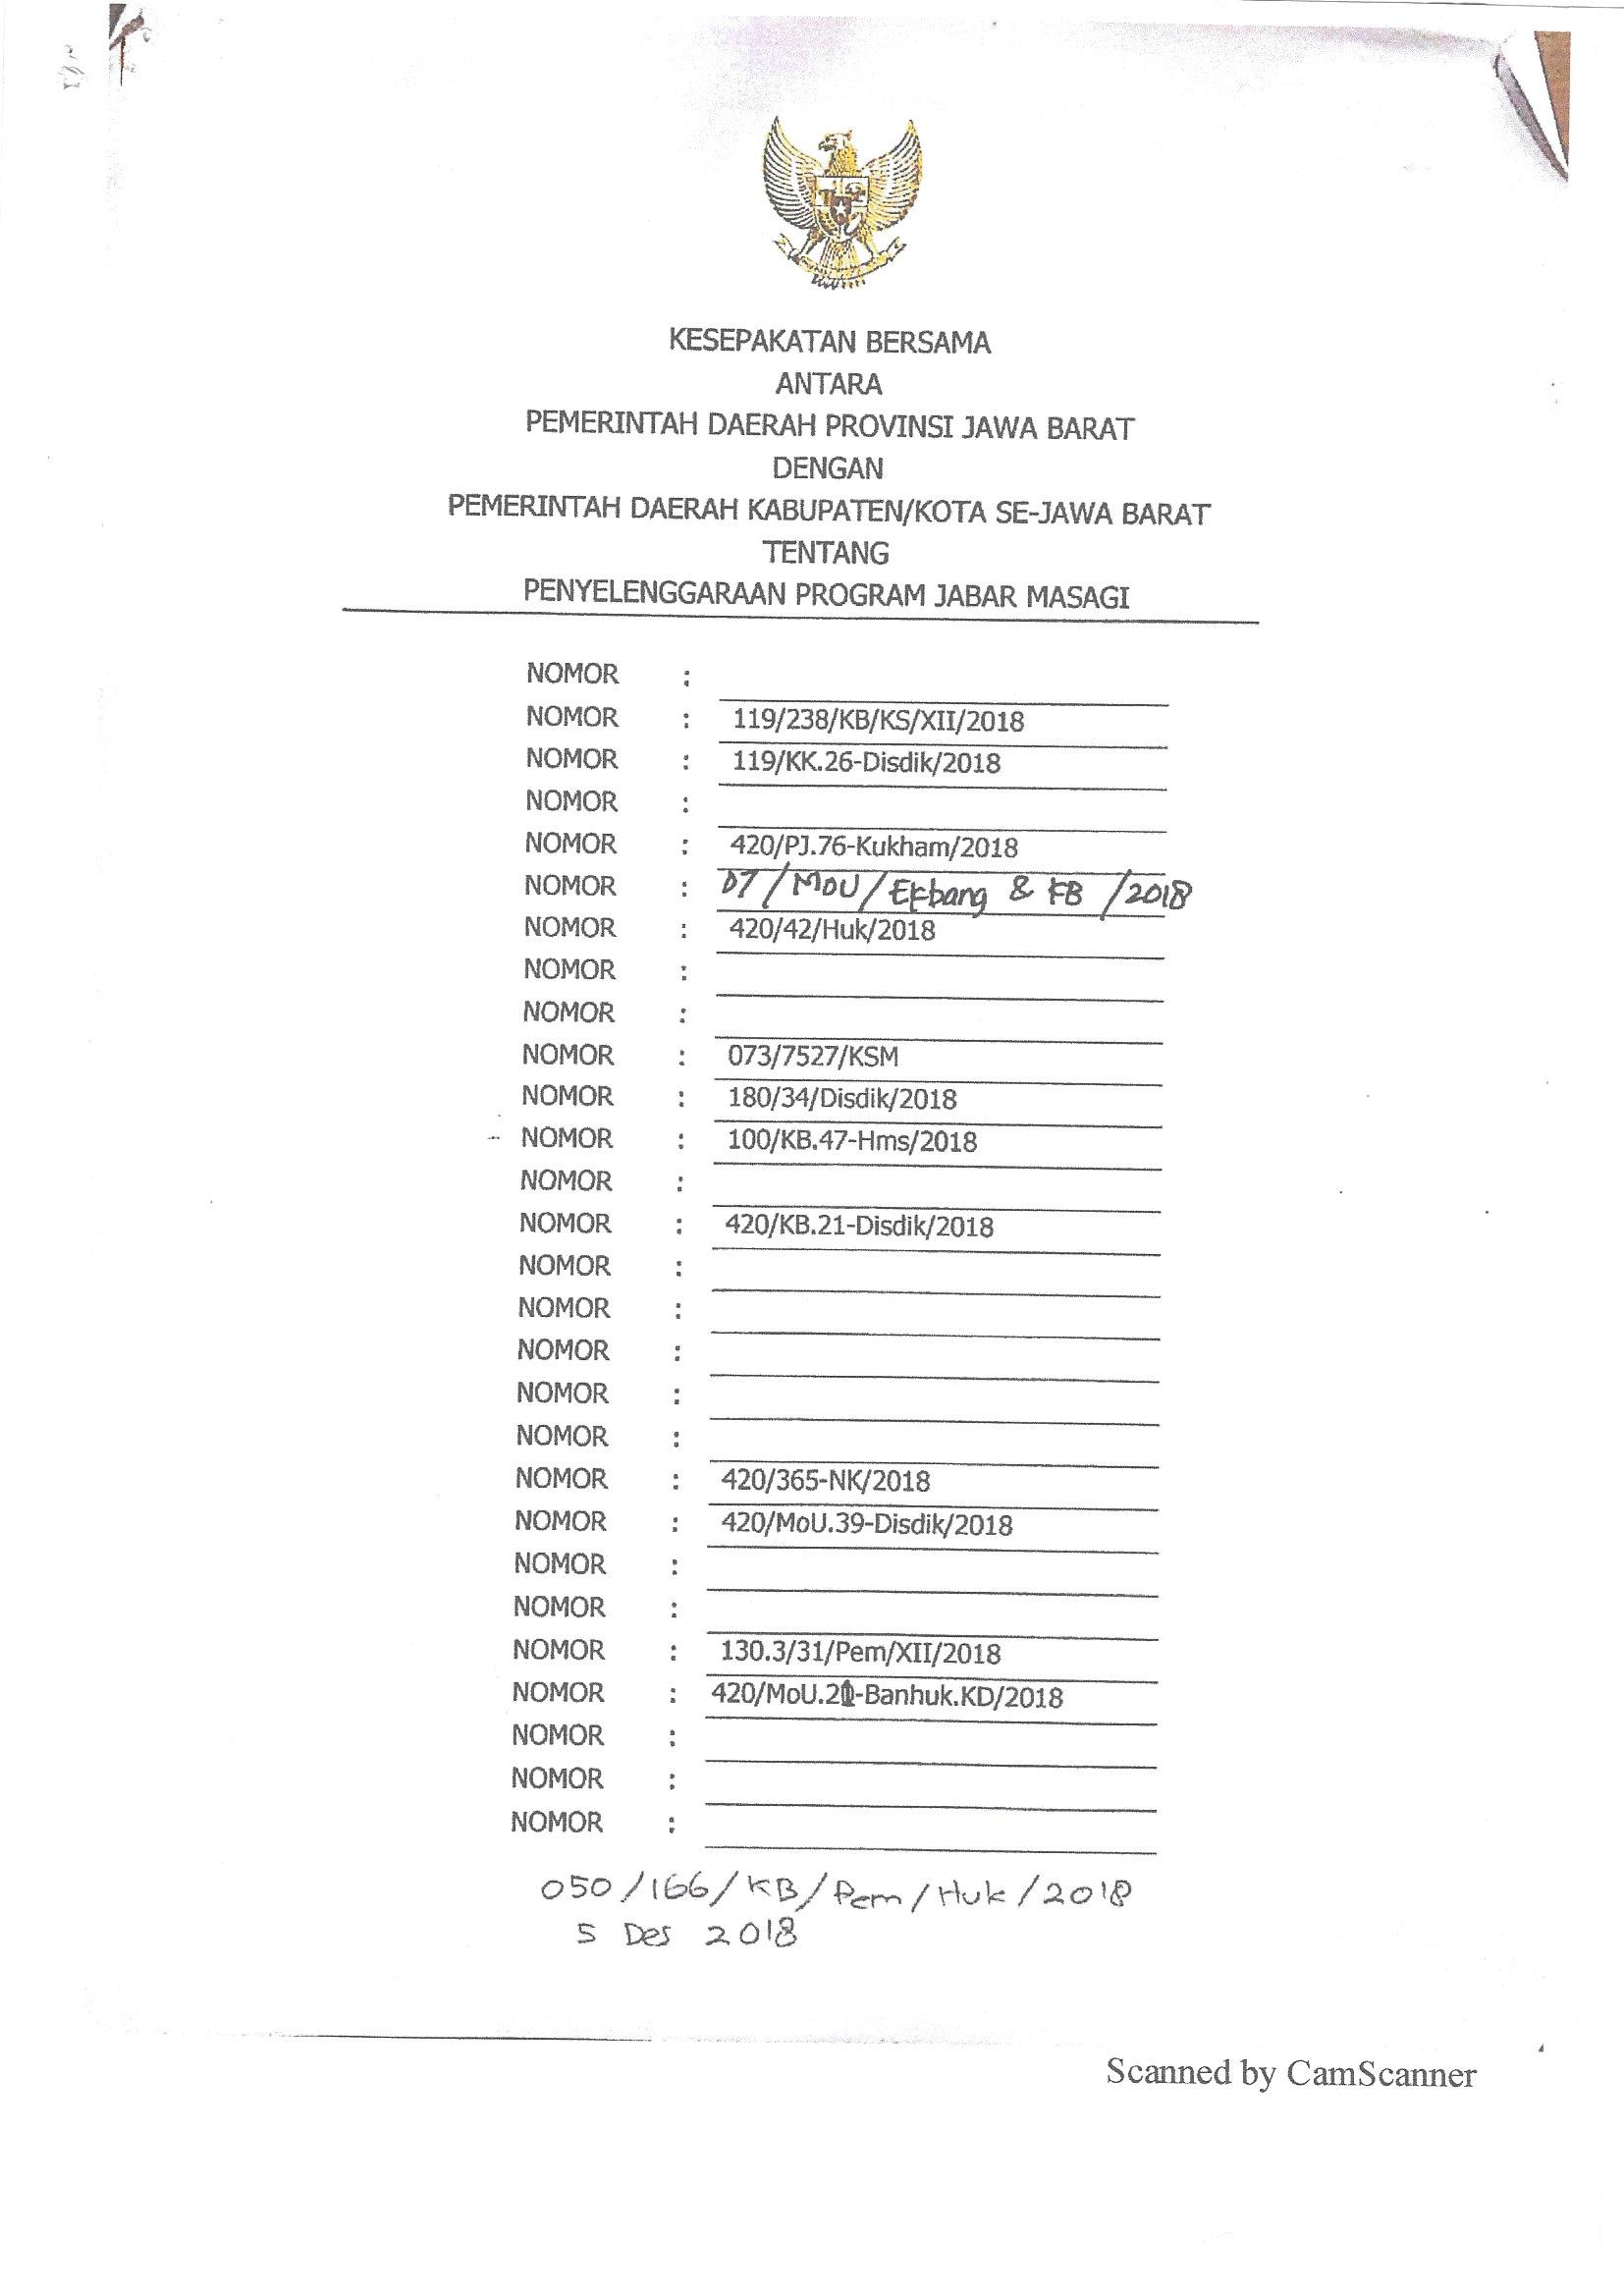 KESEPAKATAN BERSAMA
ANTARA
PEMERINTAH DAERAH PROVINSI JAWA BARAT
DENGAN
PEMERINTAH DAERAH KABUPATEN/KOTA SE-JAWA BARAT
TENTANG
PENYELENGGARAAN PROGRAM JABAR MASAGI
NOMOR :
NOMOR : 119/238/KB/KS/XII/2018
NOMOR : 119/KK.26-Disdik/2018
NOMOR :
NOMOR : 420/PJ.76-Kukham/2018
NOMOR : 07/MOU/Ekbang & KB /2018
NOMOR : 420/42/Huk/2018
NOMOR :
NOMOR :
NOMOR : 073/7527/KSM
NOMOR : 180/34/Disdik/2018
NOMOR : 100/KB.47-Hms/2018
NOMOR :
NOMOR : 420/KB.21-Disdik/2018
NOMOR :
NOMOR :
NOMOR :
NOMOR :
NOMOR :
NOMOR : 420/365-NK/2018
NOMOR : 420/MoU.39-Disdik/2018
NOMOR :
NOMOR :
NOMOR : 130.3/31/Pem/XII/2018
NOMOR : -Banhuk.KD/2018
NOMOR :
NOMOR :
NOMOR :
050/166/KB/Pem/Huk/2018
5 Des 2018
Scanned by CamScanner